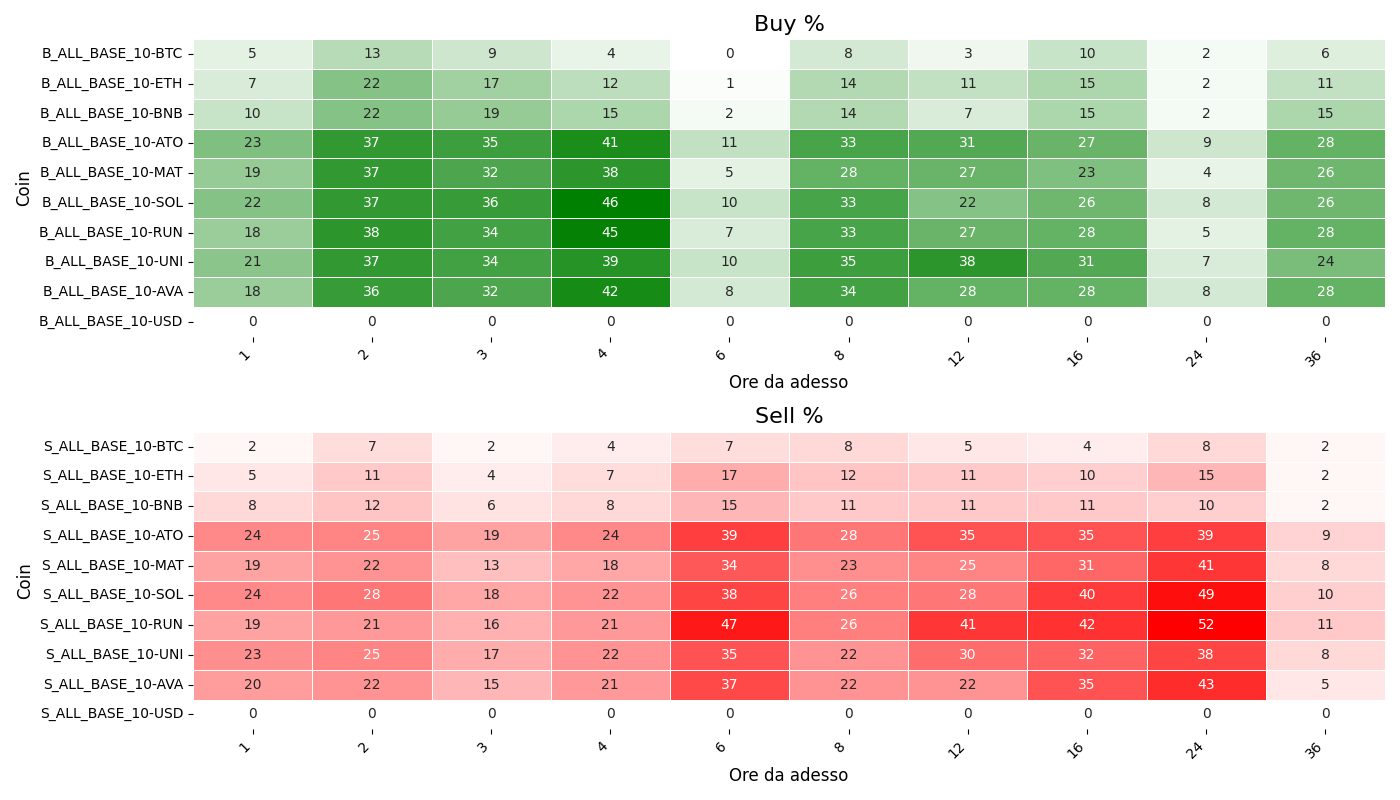 Buy %
Coin
B_ALL_BASE_10-BTC 5 13 9 4 0 8 3 10 2 6
B_ALL_BASE_10-ETH 7 22 17 12 1 14 11 15 2 11
B_ALL_BASE_10-BNB 10 22 19 15 2 14 7 15 2 15
B_ALL_BASE_10-ATO 23 37 35 41 11 33 31 27 9 28
B_ALL_BASE_10-MAT 19 37 32 38 5 28 27 23 4 26
B_ALL_BASE_10-SOL 22 37 36 46 10 33 22 26 8 26
B_ALL_BASE_10-RUN 18 38 34 45 7 33 27 28 5 28
B_ALL_BASE_10-UNI 21 37 34 39 10 35 38 31 7 24
B_ALL_BASE_10-AVA 18 36 32 42 8 34 28 28 8 28
B_ALL_BASE_10-USD 0 0 0 0 0 0 0 0 0 0
1 2 3 4 6 8 12 16 24 36
Ore da adesso
Sell %
Coin
S_ALL_BASE_10-BTC 2 7 2 4 7 8 5 4 8 2
S_ALL_BASE_10-ETH 5 11 4 7 17 12 11 10 15 2
S_ALL_BASE_10-BNB 8 12 6 8 15 11 11 11 10 2
S_ALL_BASE_10-ATO 24 25 19 24 39 28 35 35 39 9
S_ALL_BASE_10-MAT 19 22 13 18 34 23 25 31 41 8
S_ALL_BASE_10-SOL 24 28 18 22 38 26 28 40 49 10
S_ALL_BASE_10-RUN 19 21 16 21 47 26 41 42 52 11
S_ALL_BASE_10-UNI 23 25 17 22 35 22 30 32 38 8
S_ALL_BASE_10-AVA 20 22 15 21 37 22 22 35 43 5
S_ALL_BASE_10-USD 0 0 0 0 0 0 0 0 0 0
1 2 3 4 6 8 12 16 24 36
Ore da adesso